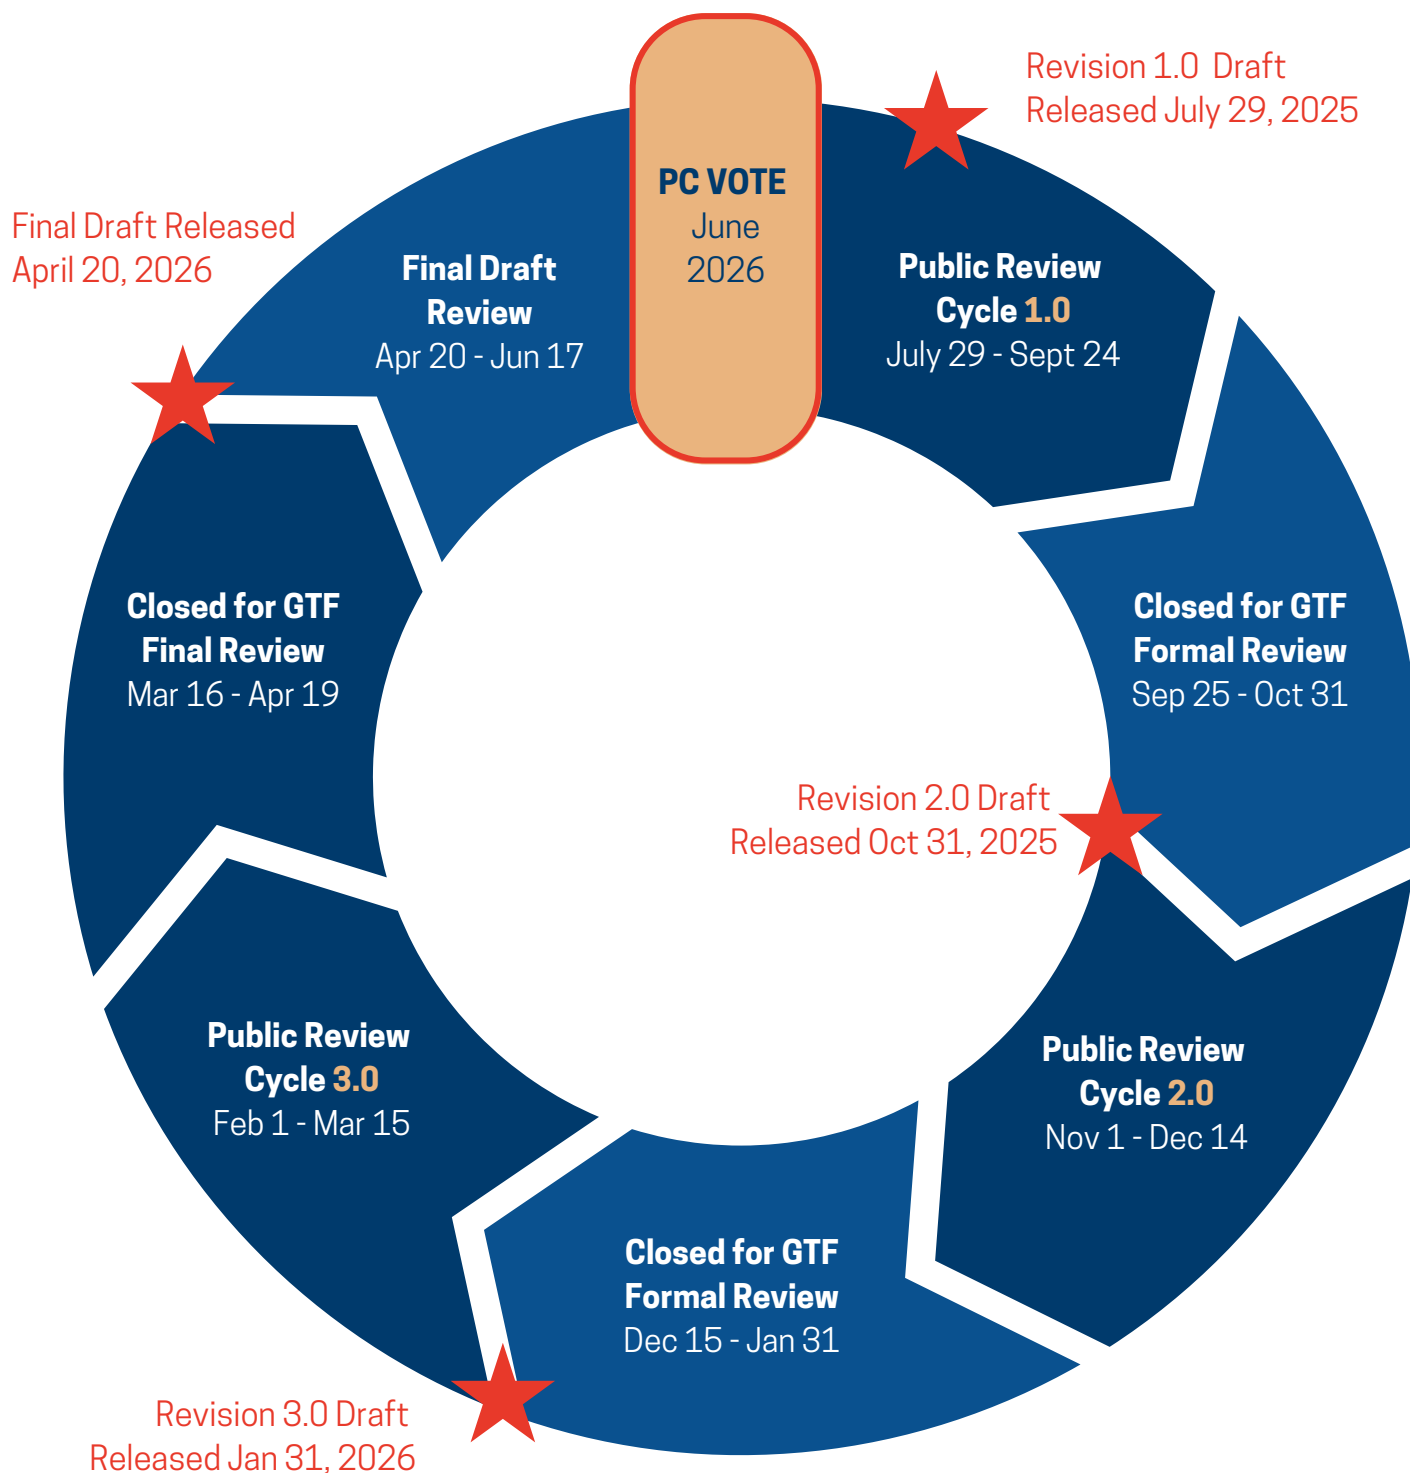 PC VOTE
June
2026
Revision 1.0 Draft
Released July 29, 2025
Public Review
Cycle 1.0
July 29 - Sept 24
Closed for GTF
Formal Review
Sep 25 - Oct 31
Revision 2.0 Draft
Released Oct 31, 2025
Public Review
Cycle 2.0
Nov 1 - Dec 14
Closed for GTF
Formal Review
Dec 15 - Jan 31
Revision 3.0 Draft
Released Jan 31, 2026
Public Review
Cycle 3.0
Feb 1 - Mar 15
Closed for GTF
Final Review
Mar 16 - Apr 19
Final Draft Released
April 20, 2026
Final Draft
Review
Apr 20 - Jun 17